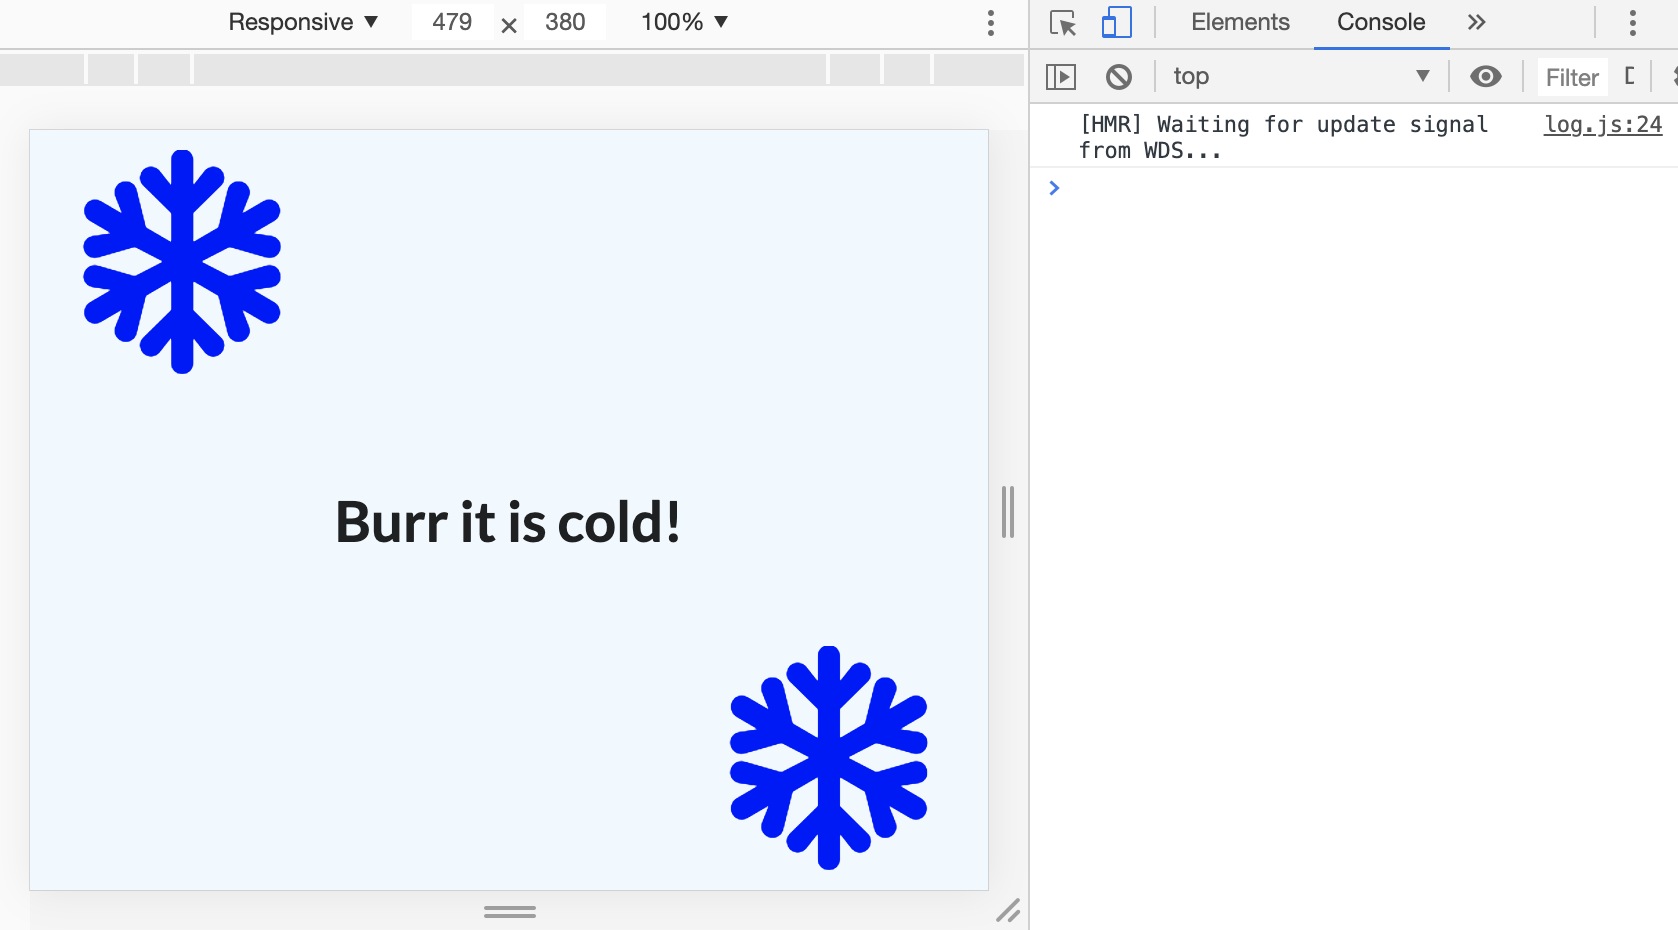 Responsive ▼ 479 × 380 100% ▼
Elements Console »
top ▼ Filter
[HMR] Waiting for update signal log.js:24
from WDS...
>
Burr it is cold!